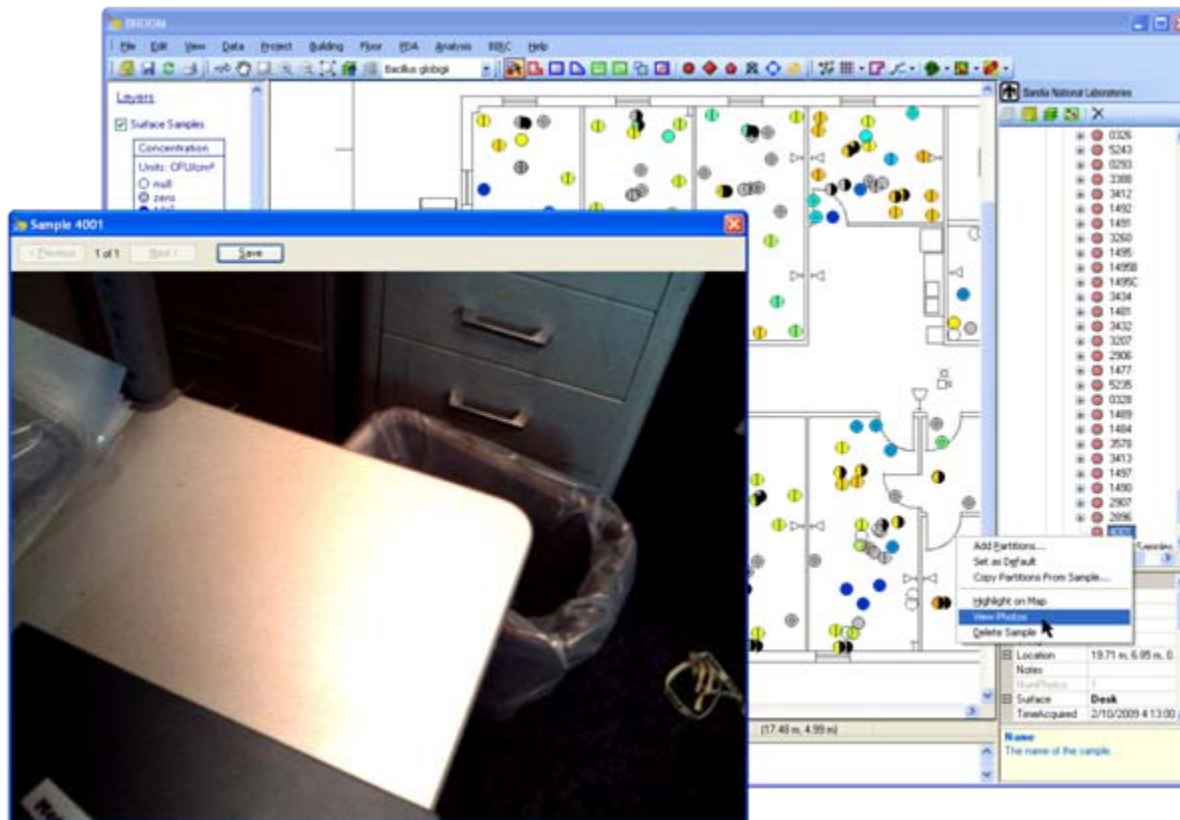 BROOM
File Edit View Data Project Building Floor PDA Analysis BBIC Help
Bacillus globigii
Layers
Surface Samples
Concentration
Units: CFU/cm²
null
zero
Sandia National Laboratories
0326
5243
0293
3388
3412
1492
1491
3260
1495
1495B
1495C
3434
1481
3432
3207
2906
1477
5235
0328
1489
1484
3578
3413
1497
1490
2907
2896
4001
Samples
Sample 4001
< Previous 1 of 1 Next > Save
Add Partitions...
Set as Default
Copy Partitions From Sample...
Highlight on Map
View Photos
Delete Sample
Location 19.71 m, 6.85 m, 0.
Notes
NumPhotos 1
Surface Desk
TimeAcquired 2/10/2009 4:13:00
(17.48 m, 4.99 m)
Name
The name of the sample.